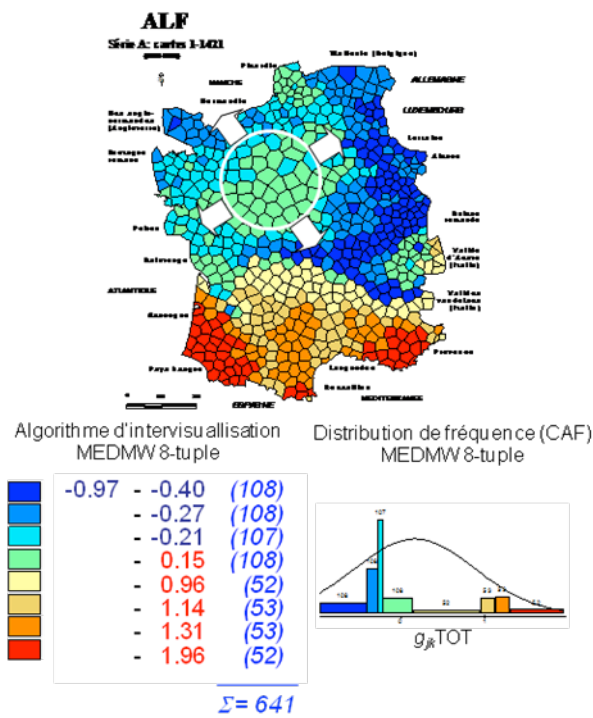 ALF
Série A: cartes 1-1421
Picardie
Wallonie (Belgique)
MANCHE
ALLEMAGNE
Normandie
LUXEMBOURG
Iles anglo-
normandes
(Angleterre)
Lorraine
Alsace
Bretagne
romane
Suisse
romande
Poitou
Vallée
d'Aoste
(Italie)
Saintonge
ATLANTIQUE
Vallées
vaudoises
(Italie)
Gascogne
Provence
Pays basque
Languedoc
Roussillon
ESPAGNE
MEDITERRANEE
Algorithme d'intervisuallisation
MEDMW 8-tuple
Distribution de fréquence (CAF)
MEDMW 8-tuple
-0.97 - -0.40 (108)
- -0.27 (108)
- -0.21 (107)
- 0.15 (108)
- 0.96 (52)
- 1.14 (53)
- 1.31 (53)
- 1.96 (52)
Σ= 641
107
108
108
108
52
53
53
52
gjkTOT